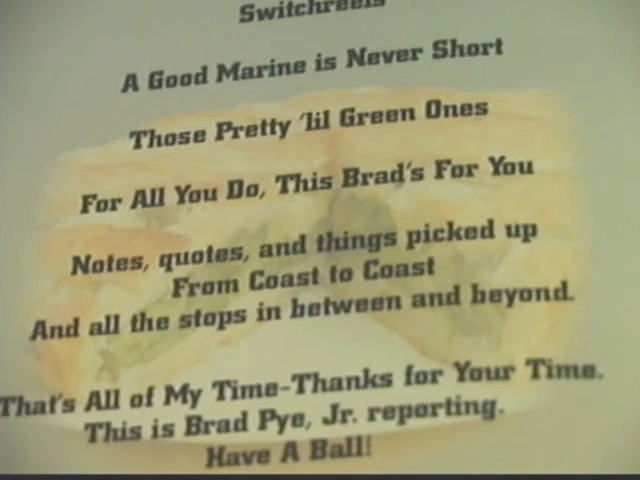 Switchreels
A Good Marine is Never Short
Those Pretty 'lil Green Ones
For All You Do, This Brad's For You
Notes, quotes, and things picked up
From Coast to Coast
And all the stops in between and beyond.
That's All of My Time-Thanks for Your Time.
This is Brad Pye, Jr. reporting.
Have A Ball!